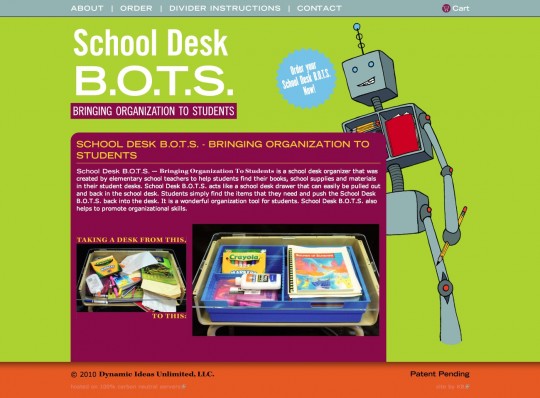 ABOUT | ORDER | DIVIDER INSTRUCTIONS | CONTACT
Cart
School Desk
B.O.T.S.
BRINGING ORGANIZATION TO STUDENTS
Order your
School Desk B.O.T.S.
Now!
SCHOOL DESK B.O.T.S. - BRINGING ORGANIZATION TO
STUDENTS
School Desk B.O.T.S. — Bringing Organization To Students is a school desk organizer that was
created by elementary school teachers to help students find their books, school supplies and materials
in their student desks. School Desk B.O.T.S. acts like a school desk drawer that can easily be pulled out
and back in the school desk. Students simply find the items that they need and push the School Desk
B.O.T.S. back into the desk. It is a wonderful organization tool for students. School Desk B.O.T.S. also
helps to promote organizational skills.
TAKING A DESK FROM THIS,
Crayola
TO THIS:
© 2010 Dynamic Ideas Unlimited, LLC.
Patent Pending